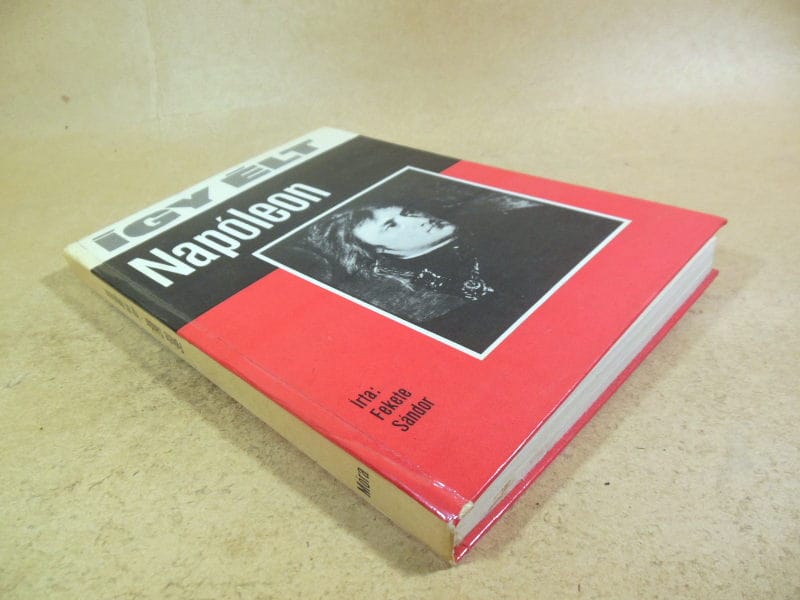 ÍGY ÉLT
Napóleon
Írta:
Fekete
Sándor
Móra